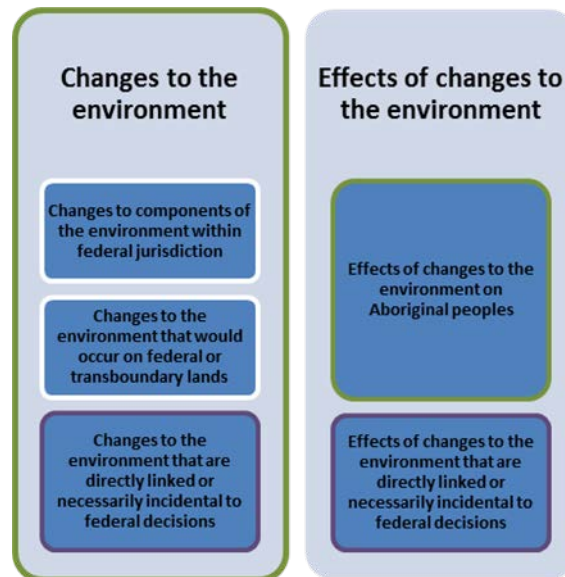 Changes to the
environment
Changes to components of
the environment within
federal jurisdiction
Changes to the
environment that would
occur on federal or
transboundary lands
Changes to the
environment that are
directly linked or
necessarily incidental to
federal decisions
Effects of changes to
the environment
Effects of changes to the
environment on
Aboriginal peoples
Effects of changes to the
environment that are
directly linked or
necessarily incidental to
federal decisions